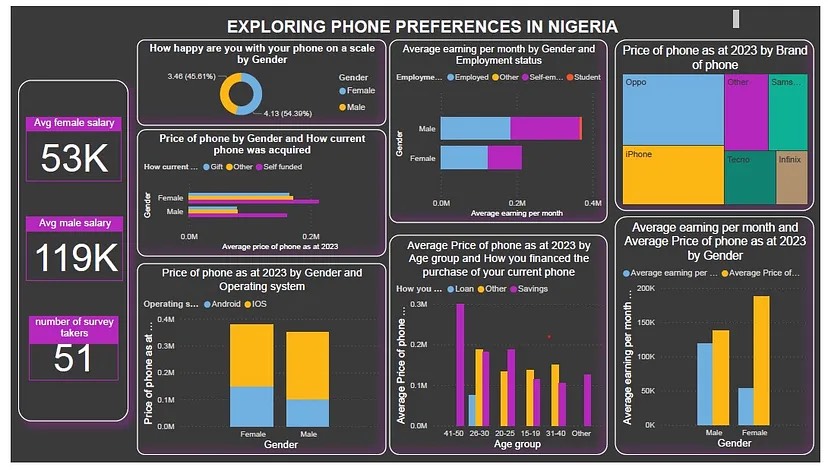 EXPLORING PHONE PREFERENCES IN NIGERIA
Avg female salary
53K
Avg male salary
119K
number of survey
takers
51
How happy are you with your phone on a scale
by Gender
3.46 (45.61%)
4.13 (54.39%)
Gender
Female
Male
Price of phone by Gender and How current
phone was acquired
How current ... Gift Other Self funded
Gender
Female
Male
0.0M 0.2M
Average price of phone as at 2023
Price of phone as at 2023 by Gender and
Operating system
Operating s... Android IOS
Price of phone as at ...
0.4M
0.3M
0.2M
0.1M
0.0M
Female Male
Gender
Average earning per month by Gender and
Employment status
Employme... Employed Other Self-em... Student
Gender
Male
Female
0.0M 0.2M 0.4M
Average earning per month
Average Price of phone as at 2023 by
Age group and How you financed the
purchase of your current phone
How you ... Loan Other Savings
Average Price of phone ...
0.3M
0.2M
0.1M
0.0M
41-50 26-30 20-25 15-19 31-40 Other
Age group
Price of phone as at 2023 by Brand
of phone
Oppo
Other
Sams...
iPhone
Tecno
Infinix
Average earning per month and
Average Price of phone as at 2023
by Gender
Average earning per ... Average Price of...
Average earning per month ...
200K
150K
100K
50K
0K
Male Female
Gender